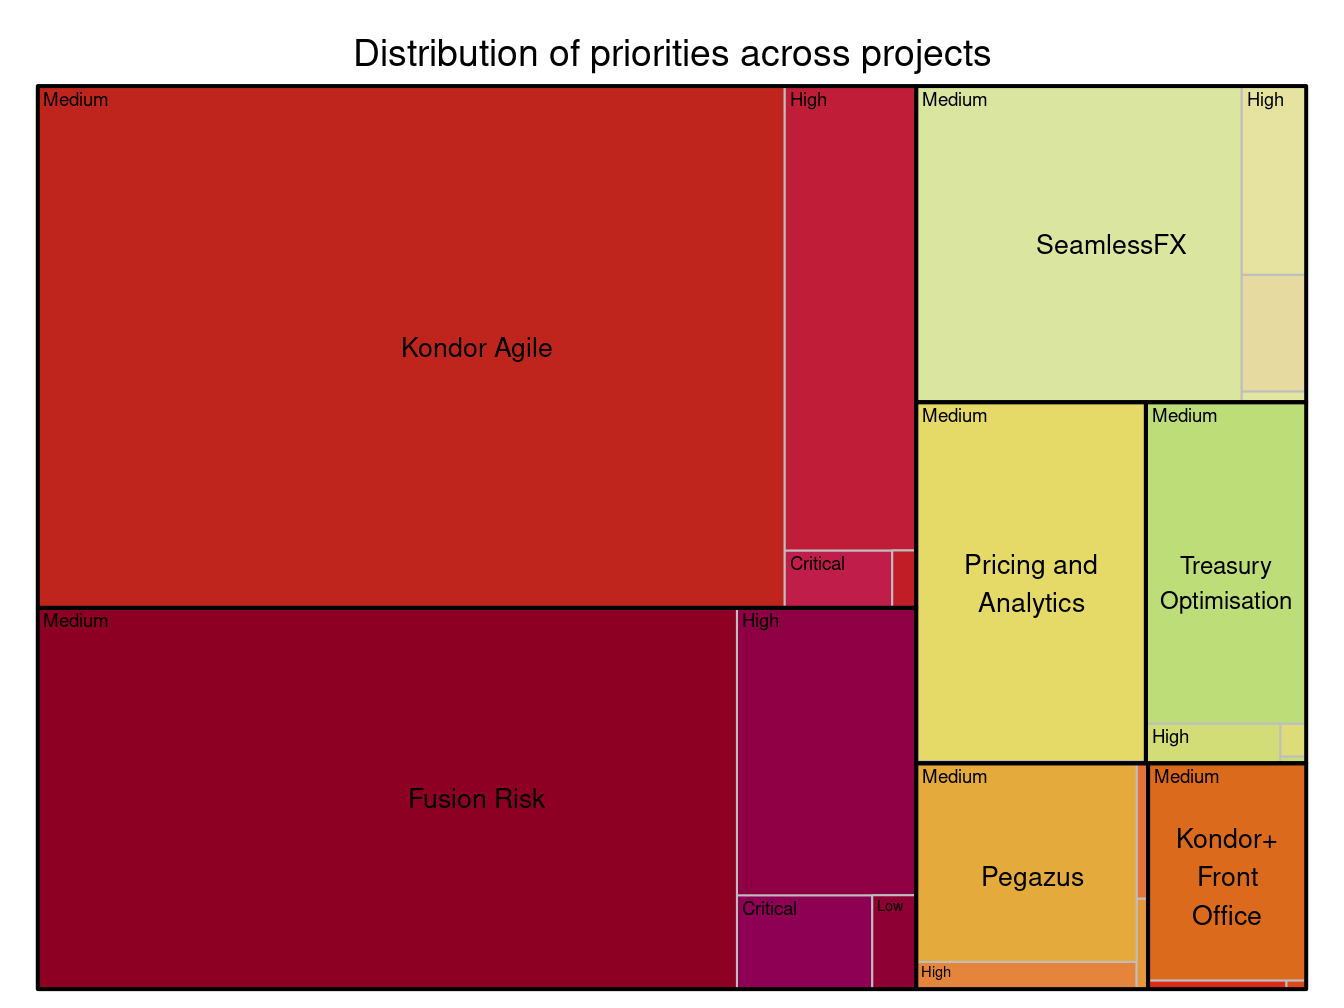 Distribution of priorities across projects
Medium
High
Kondor Agile
Critical
Medium
High
Fusion Risk
Critical
Low
Medium
High
SeamlessFX
Medium
Pricing and
Analytics
Medium
Treasury
Optimisation
High
Medium
Pegazus
High
Medium
Kondor+
Front
Office